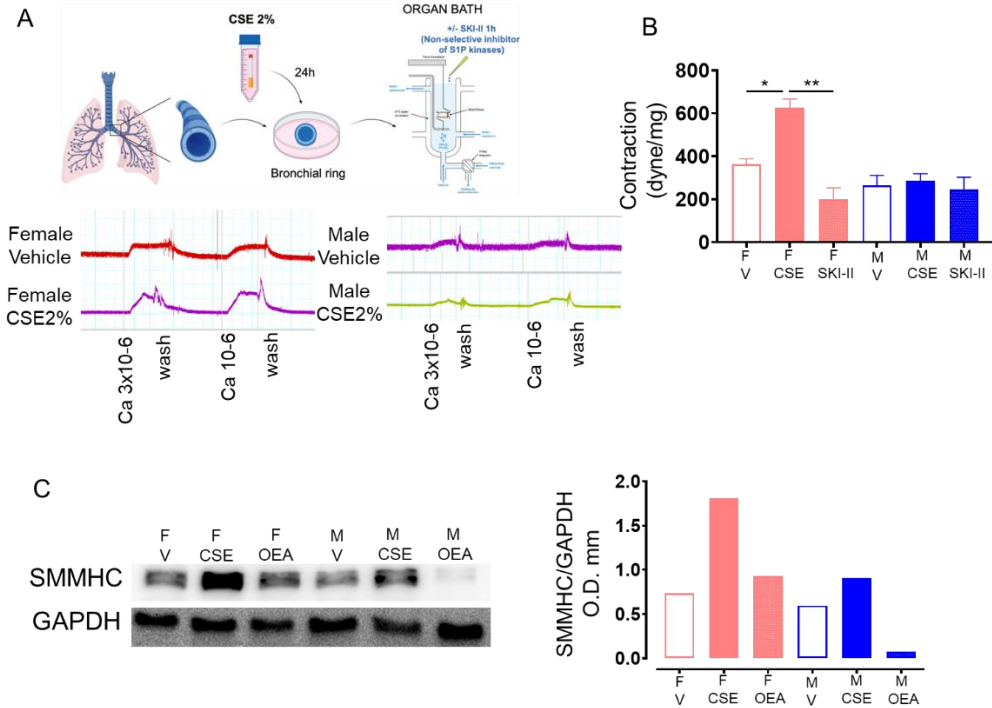 A
CSE 2%
24h
Bronchial ring
ORGAN BATH
+/- SKI-II 1h
(Non-selective inhibitor
of S1P kinases)
Female
Vehicle
Female
CSE2%
Male
Vehicle
Male
CSE2%
Ca 3x10-6
wash
Ca 10-6
wash
Ca 3x10-6
wash
Ca 10-6
wash
B
Contraction
(dyne/mg)
800
600
400
200
0
*
**
F
V
F
CSE
F
SKI-II
M
V
M
CSE
M
SKI-II
C
F
V
F
CSE
F
OEA
M
V
M
CSE
M
OEA
SMMHC
GAPDH
SMMHC/GAPDH
O.D. mm
2.0
1.5
1.0
0.5
0.0
F
V
F
CSE
F
OEA
M
V
M
CSE
M
OEA